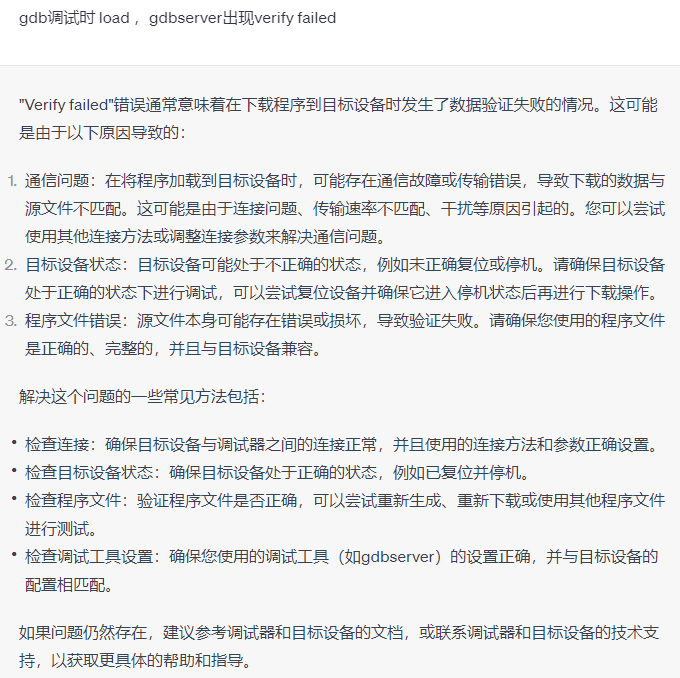 gdb调试时 load ，gdbserver出现verify failed
"Verify failed"错误通常意味着在下载程序到目标设备时发生了数据验证失败的情况。这可能
是由于以下原因导致的：
1. 通信问题：在将程序加载到目标设备时，可能存在通信故障或传输错误，导致下载的数据与
源文件不匹配。这可能是由于连接问题、传输速率不匹配、干扰等原因引起的。您可以尝试
使用其他连接方法或调整连接参数来解决通信问题。
2. 目标设备状态：目标设备可能处于不正确的状态，例如未正确复位或停机。请确保目标设备
处于正确的状态下进行调试，可以尝试复位设备并确保它进入停机状态后再进行下载操作。
3. 程序文件错误：源文件本身可能存在错误或损坏，导致验证失败。请确保您使用的程序文件
是正确的、完整的，并且与目标设备兼容。
解决这个问题的一些常见方法包括：
• 检查连接：确保目标设备与调试器之间的连接正常，并且使用的连接方法和参数正确设置。
• 检查目标设备状态：确保目标设备处于正确的状态，例如已复位并停机。
• 检查程序文件：验证程序文件是否正确，可以尝试重新生成、重新下载或使用其他程序文件
进行测试。
• 检查调试工具设置：确保您使用的调试工具（如gdbserver）的设置正确，并与目标设备的
配置相匹配。
如果问题仍然存在，建议参考调试器和目标设备的文档，或联系调试器和目标设备的技术支
持，以获取更具体的帮助和指导。